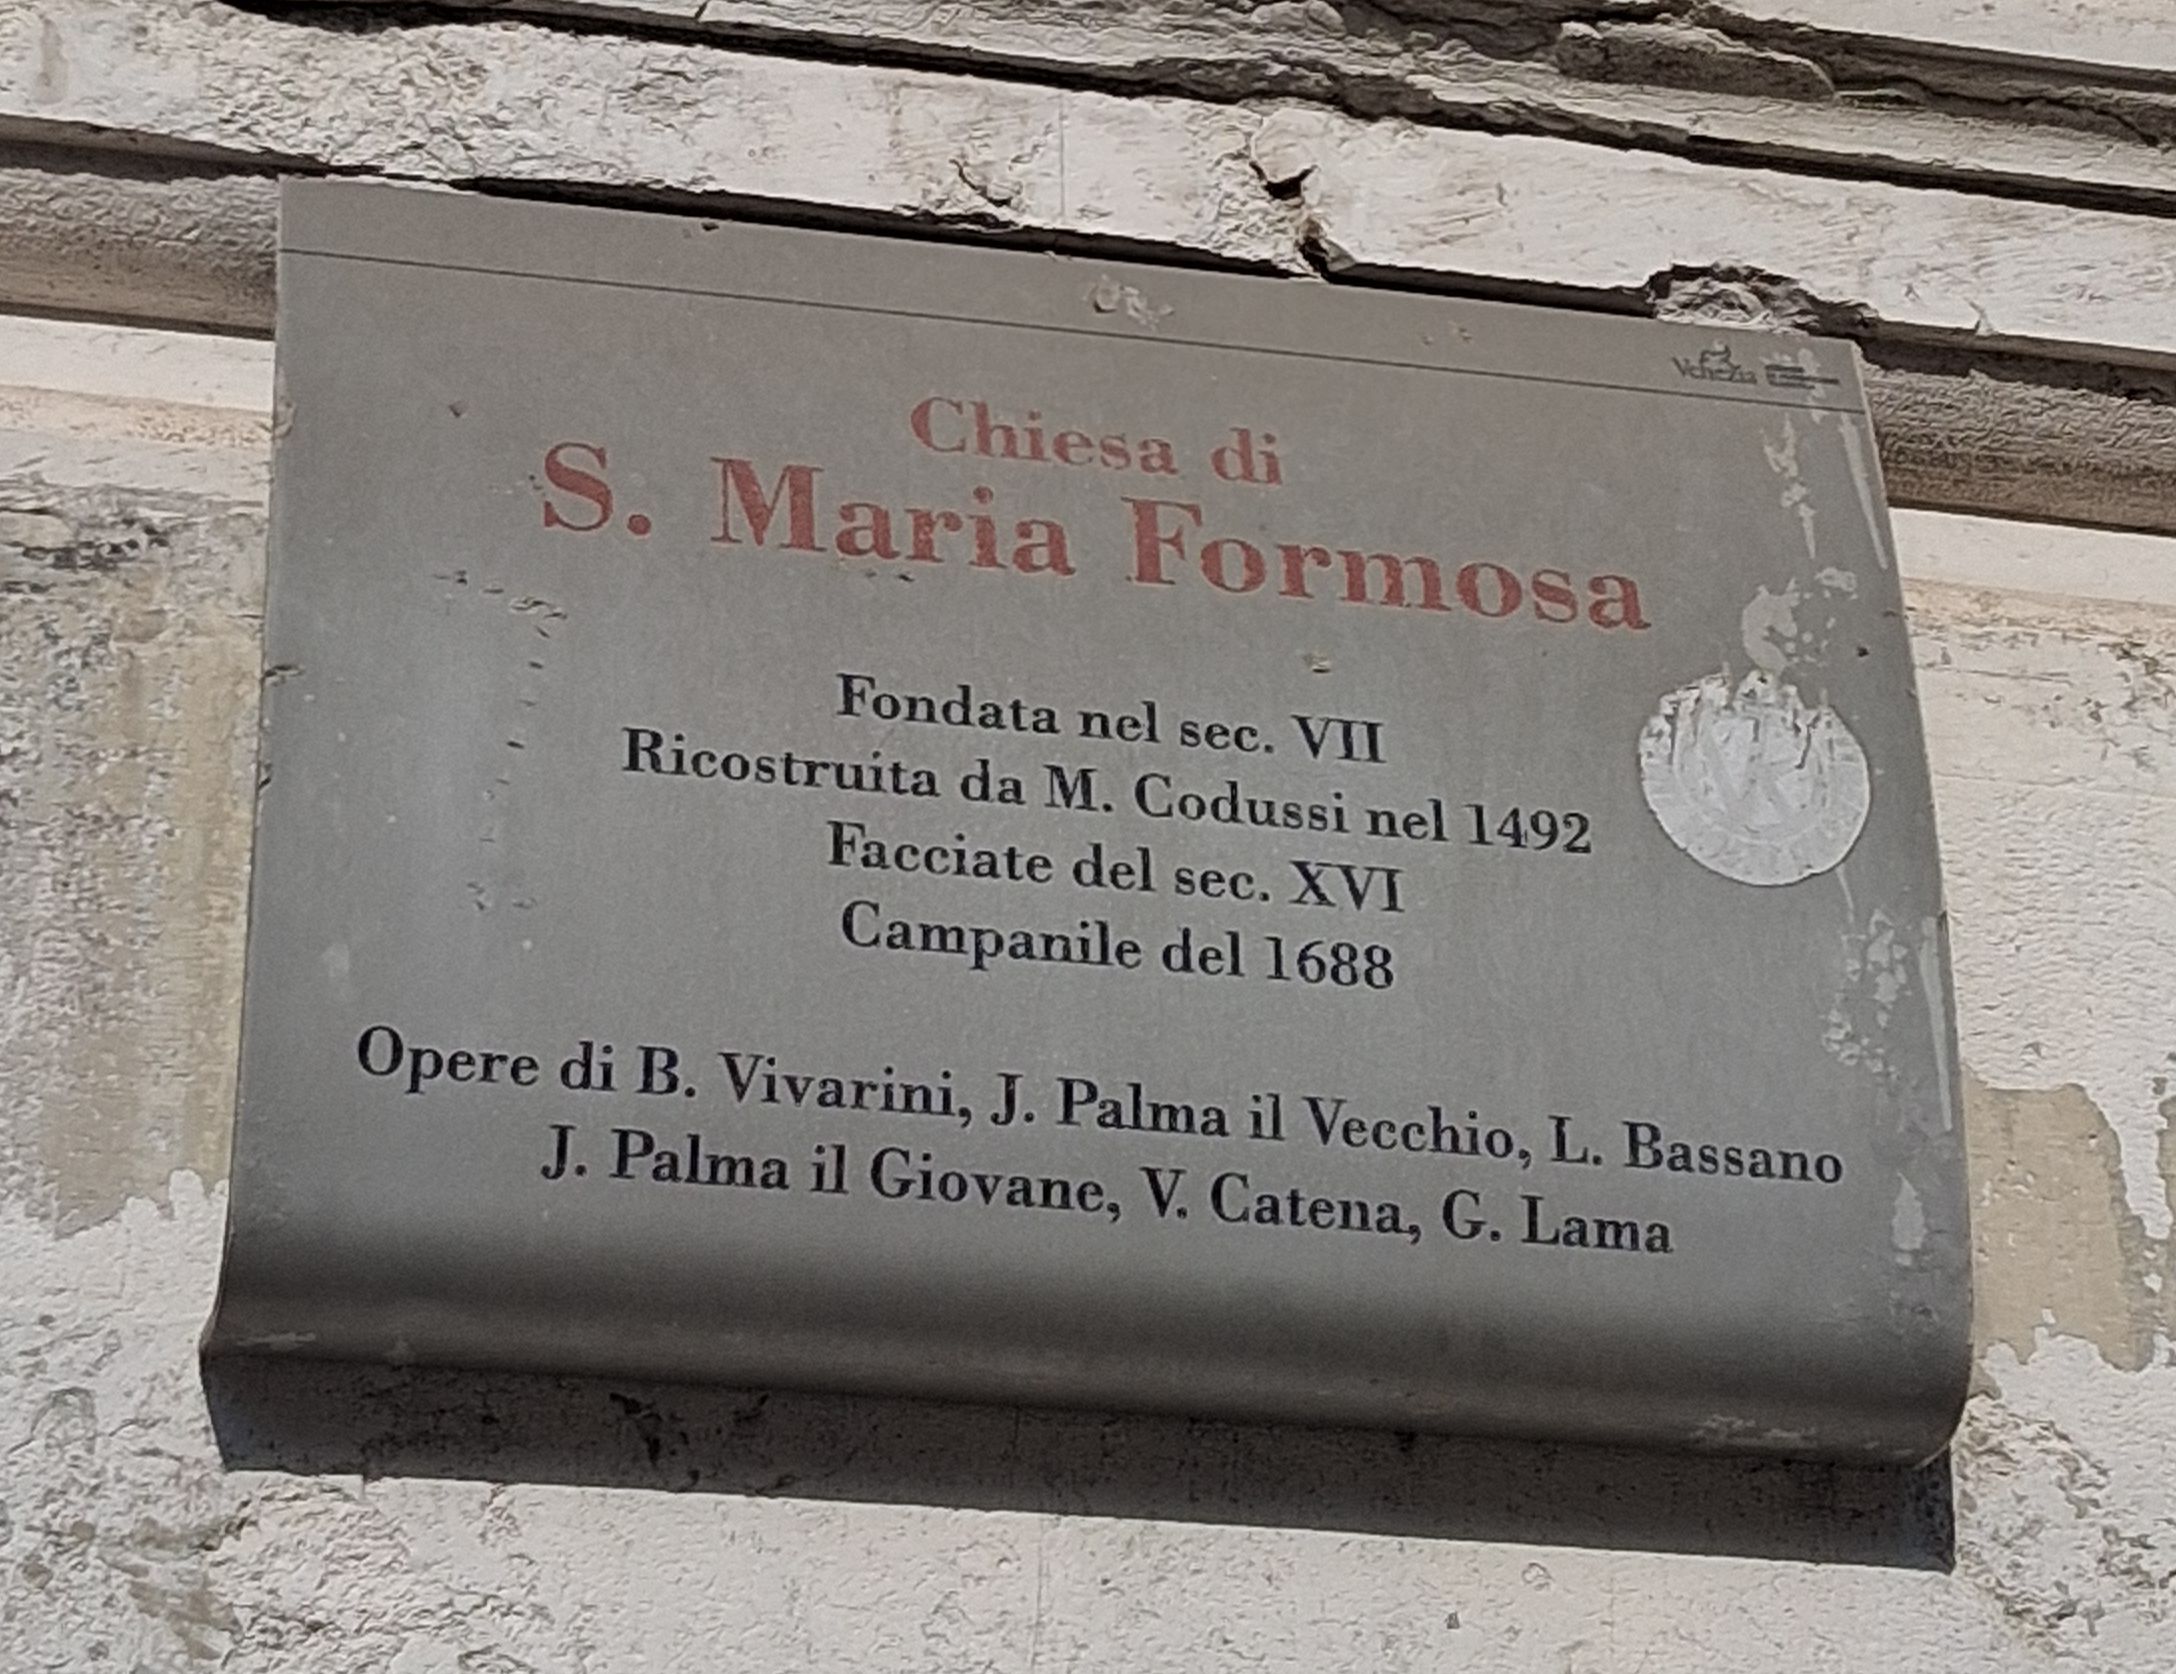 Venezia
Chiesa di
S. Maria Formosa
Fondata nel sec. VII
Ricostruita da M. Codussi nel 1492
Facciate del sec. XVI
Campanile del 1688
Opere di B. Vivarini, J. Palma il Vecchio, L. Bassano
J. Palma il Giovane, V. Catena, G. Lama